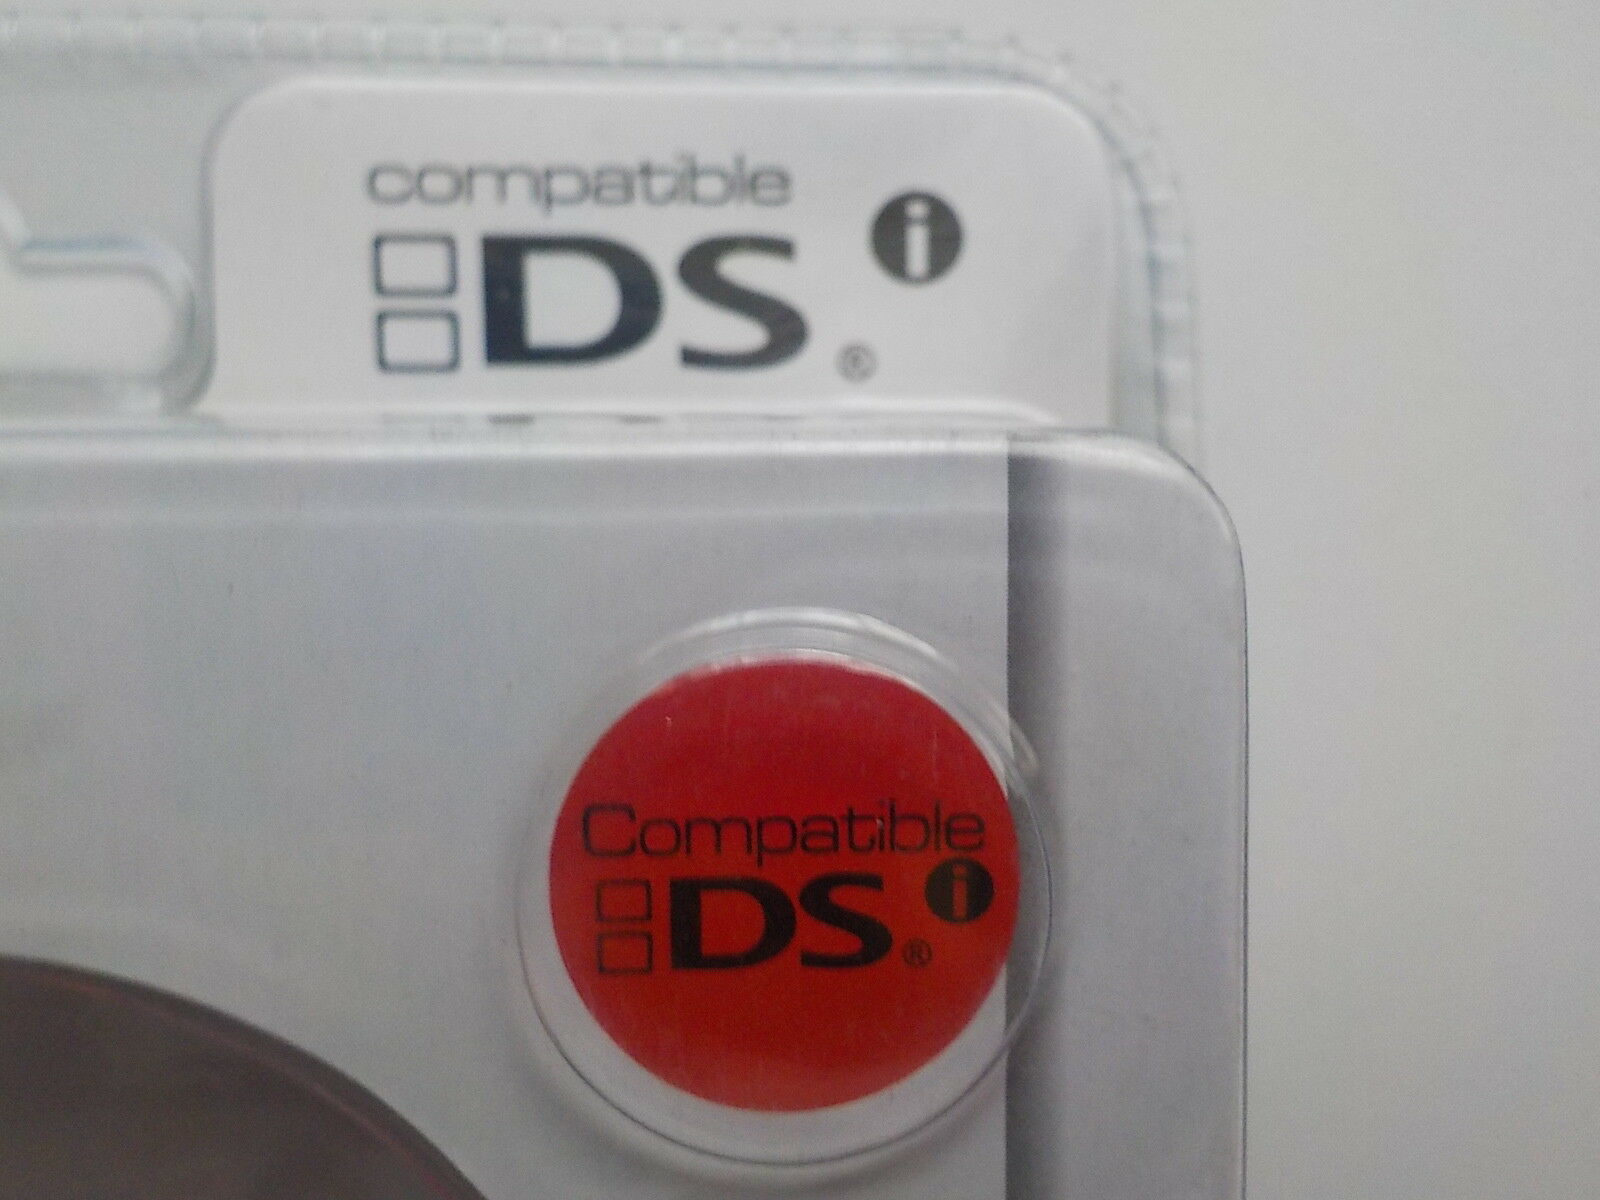 compatible
DS i
®
Compatible
DS i
®